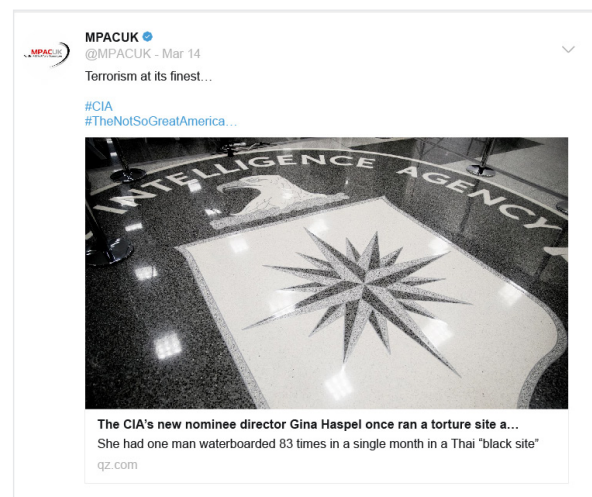 MPACUK
@MPACUK - Mar 14
MPACUK
Terrorism at its finest...
#CIA
#TheNotSoGreatAmerica...
INTELLIGENCE AGENCY
The CIA's new nominee director Gina Haspel once ran a torture site a...
She had one man waterboarded 83 times in a single month in a Thai “black site”
qz.com